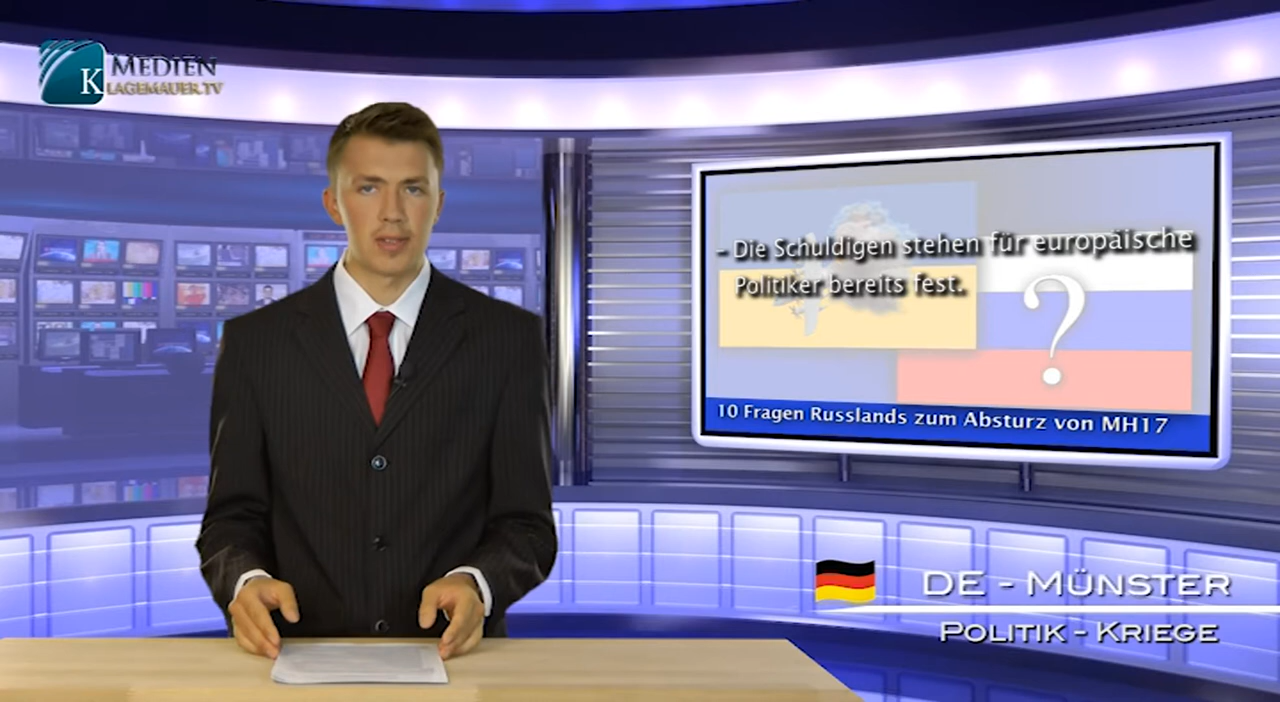 MEDIEN
KLAGEMAUER.TV
- Die Schuldigen stehen für europäische
Politiker bereits fest.
?
10 Fragen Russlands zum Absturz von MH17
DE - MÜNSTER
POLITIK - KRIEGE